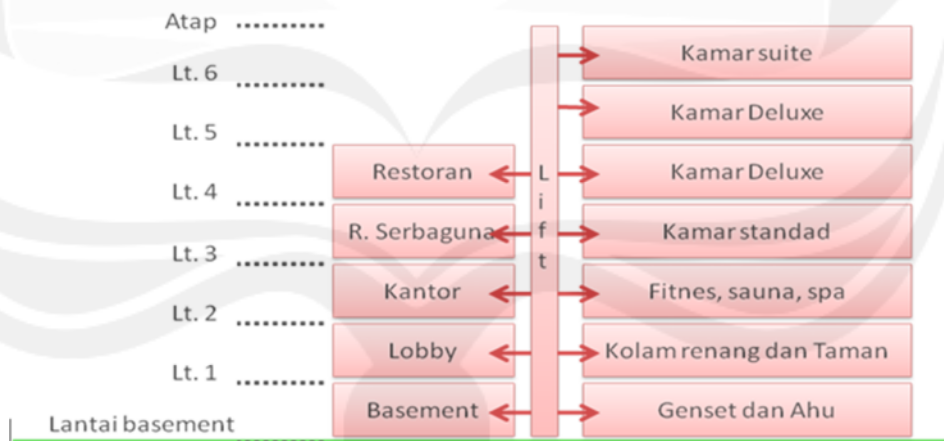 Atap ............
Kamar suite
Lt. 6 ............
Kamar Deluxe
Lt. 5 ............
Restoran
Kamar Deluxe
Lt. 4 ............
R. Serbaguna
Kamar standad
Lt. 3 ............
Kantor
Fitnes, sauna, spa
Lt. 2 ............
Lobby
Kolam renang dan Taman
Lt. 1 ............
Basement
Genset dan Ahu
Lantai basement ............
L
i
f
t